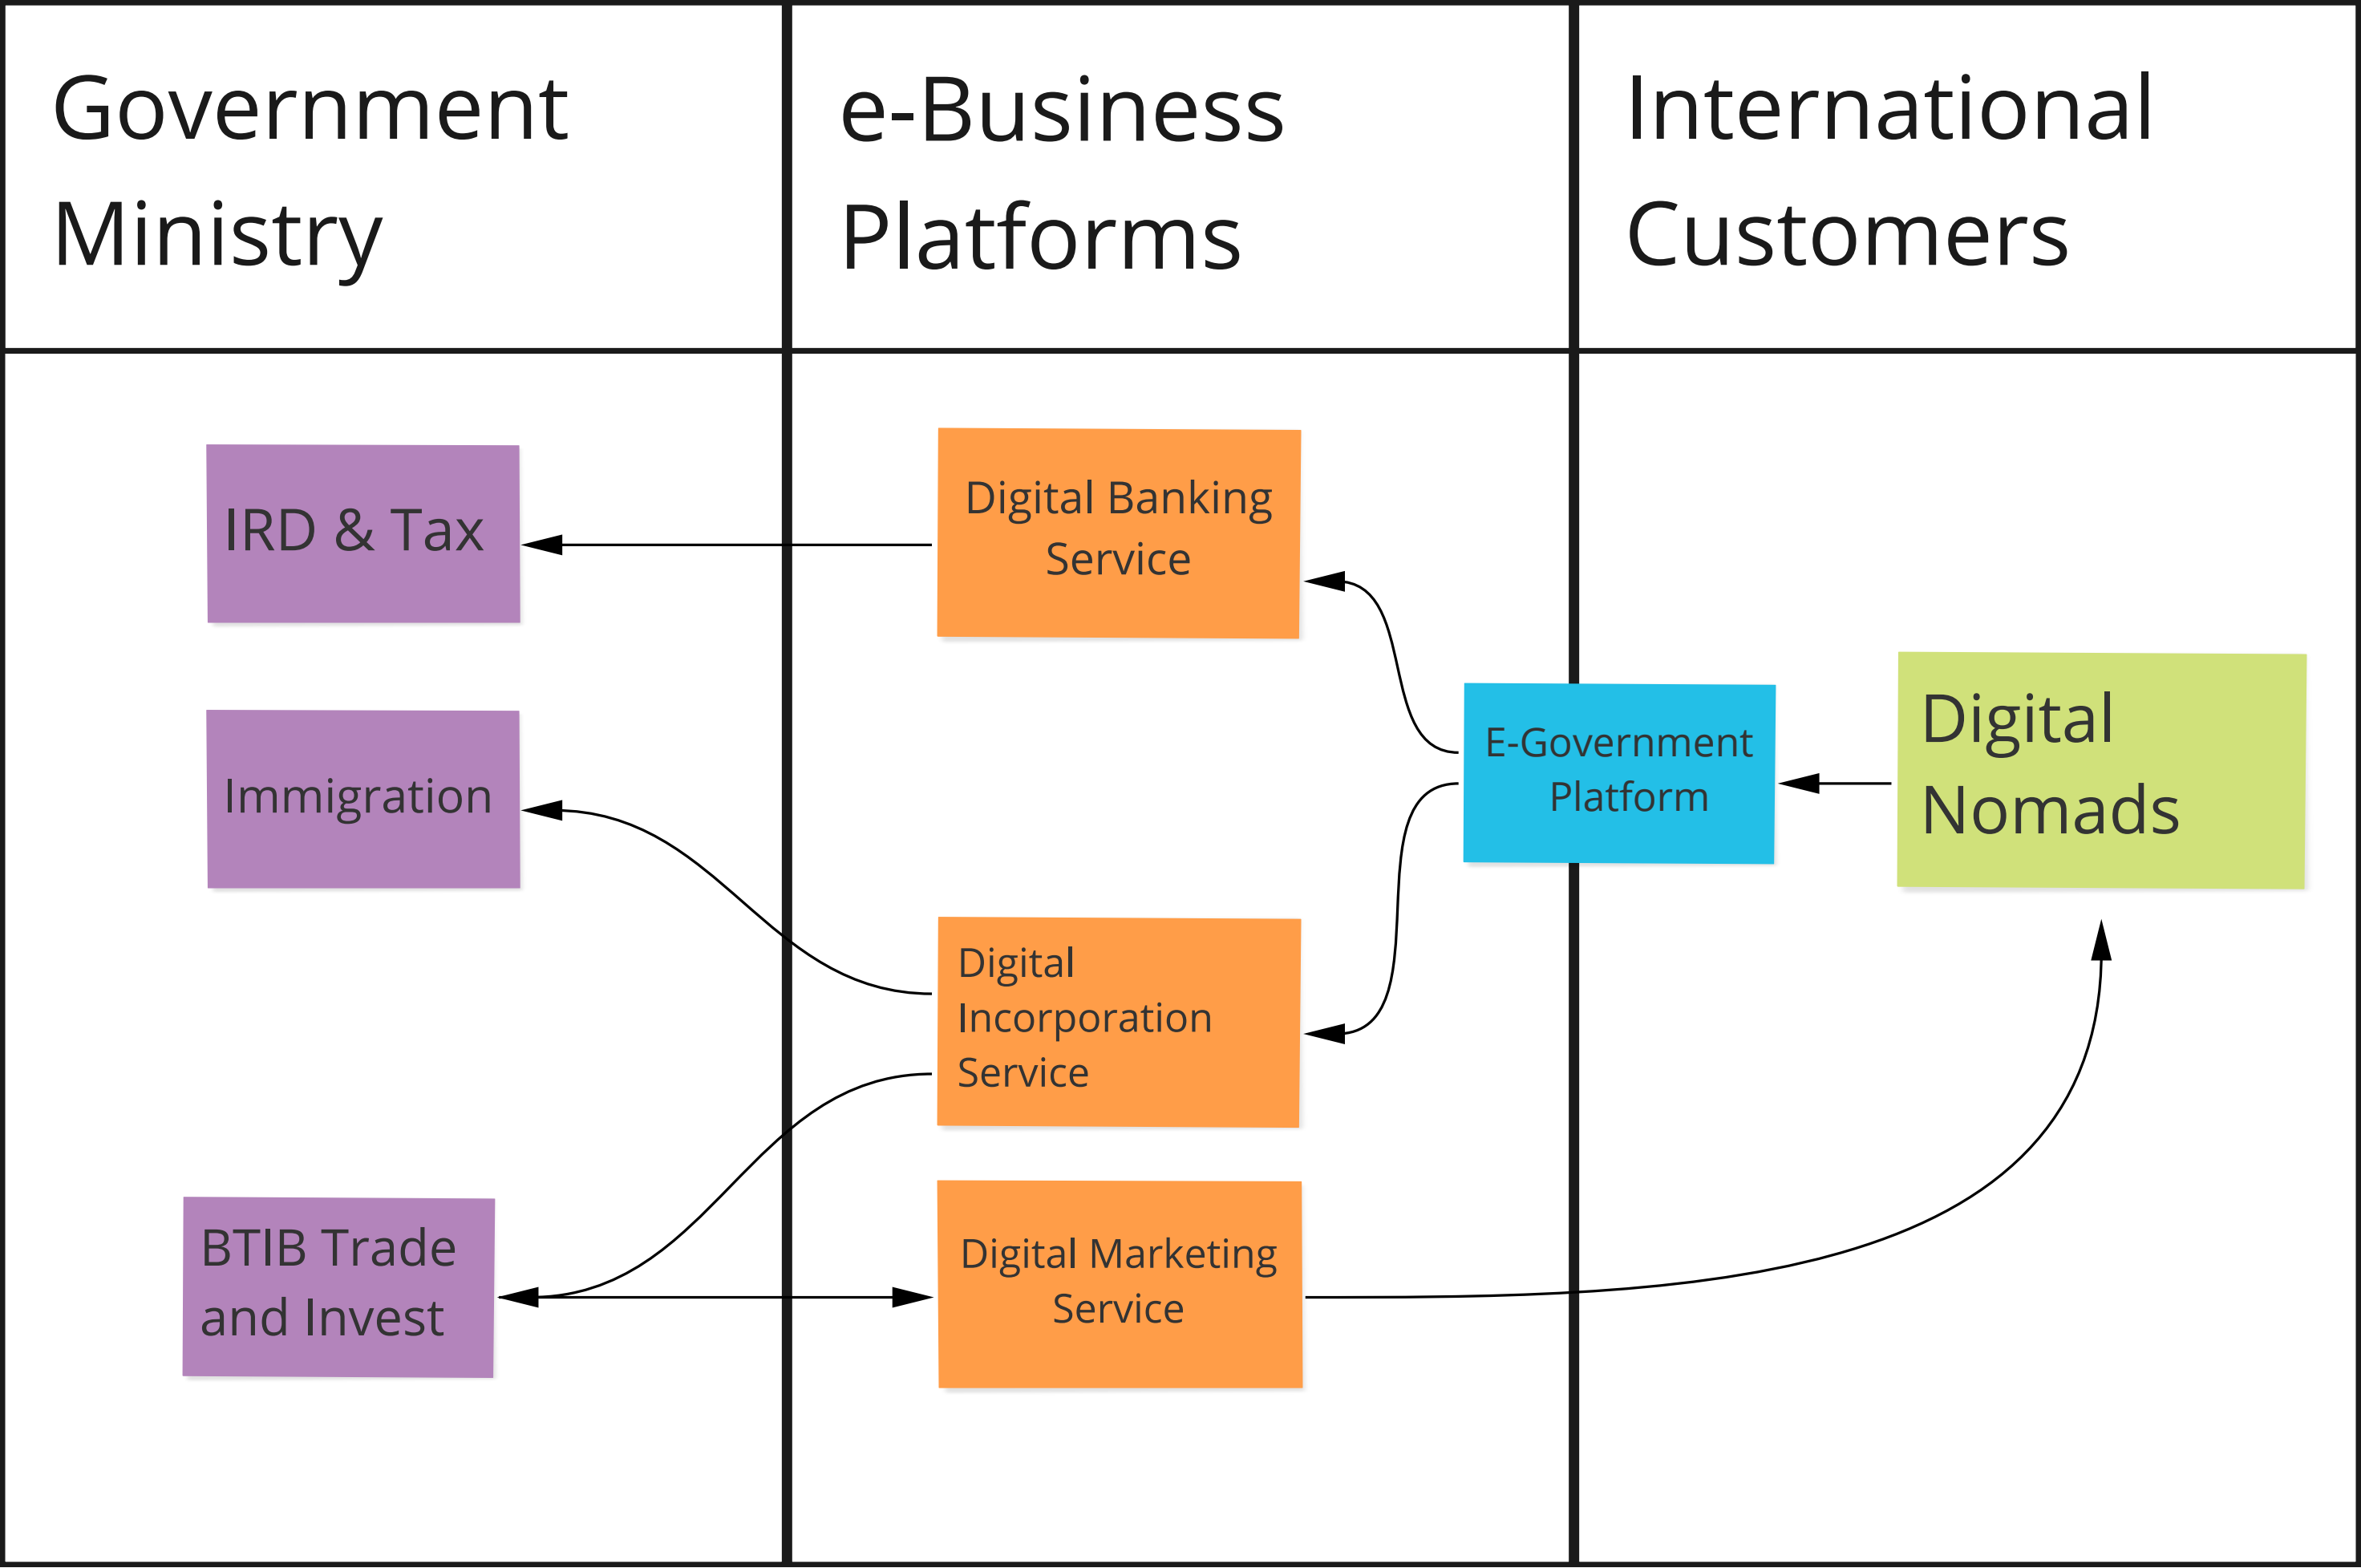 Government
Ministry
e-Business
Platforms
International
Customers
IRD & Tax
Immigration
BTIB Trade
and Invest
Digital Banking
Service
Digital
Incorporation
Service
Digital Marketing
Service
E-Government
Platform
Digital
Nomads